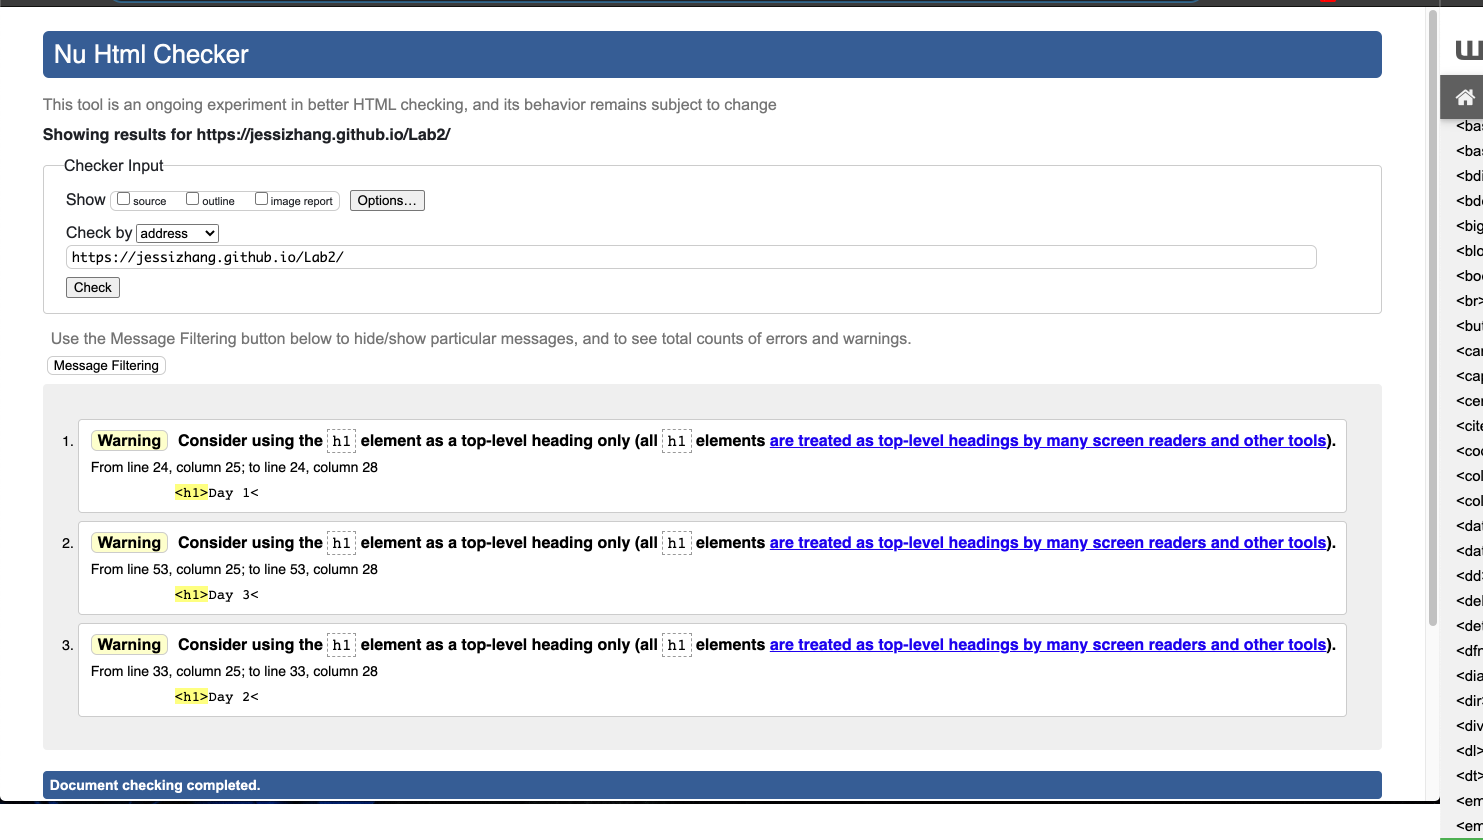 Nu Html Checker
This tool is an ongoing experiment in better HTML checking, and its behavior remains subject to change
Showing results for https://jessizhang.github.io/Lab2/
Checker Input
Show source outline image report Options...
Check by address
https://jessizhang.github.io/Lab2/
Check
Use the Message Filtering button below to hide/show particular messages, and to see total counts of errors and warnings.
Message Filtering
1. Warning Consider using the h1 element as a top-level heading only (all h1 elements are treated as top-level headings by many screen readers and other tools).
From line 24, column 25; to line 24, column 28
<h1>Day 1<
2. Warning Consider using the h1 element as a top-level heading only (all h1 elements are treated as top-level headings by many screen readers and other tools).
From line 53, column 25; to line 53, column 28
<h1>Day 3<
3. Warning Consider using the h1 element as a top-level heading only (all h1 elements are treated as top-level headings by many screen readers and other tools).
From line 33, column 25; to line 33, column 28
<h1>Day 2<
Document checking completed.
<ba
<ba
<bdi
<bd
<big
<blo
<bo
<br>
<but
<ca
<cap
<ce
<cite
<co
<col
<col
<da
<da
<dd
<de
<det
<dfn
<dia
<dir
<div
<dl>
<dt>
<em
<em